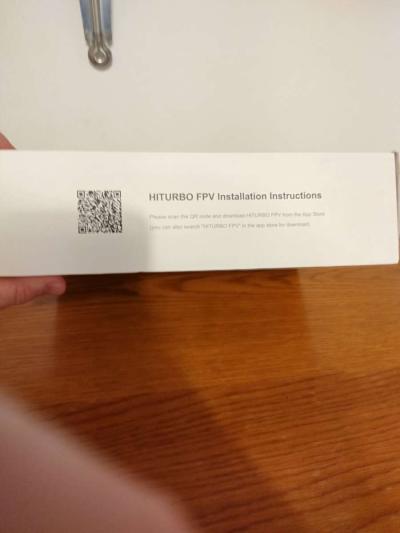 HITURBO FPV Installation Instructions
Please scan the QR code and download HITURBO FPV from the App Store
(you can also search "HITURBO FPV" in the app store for download)